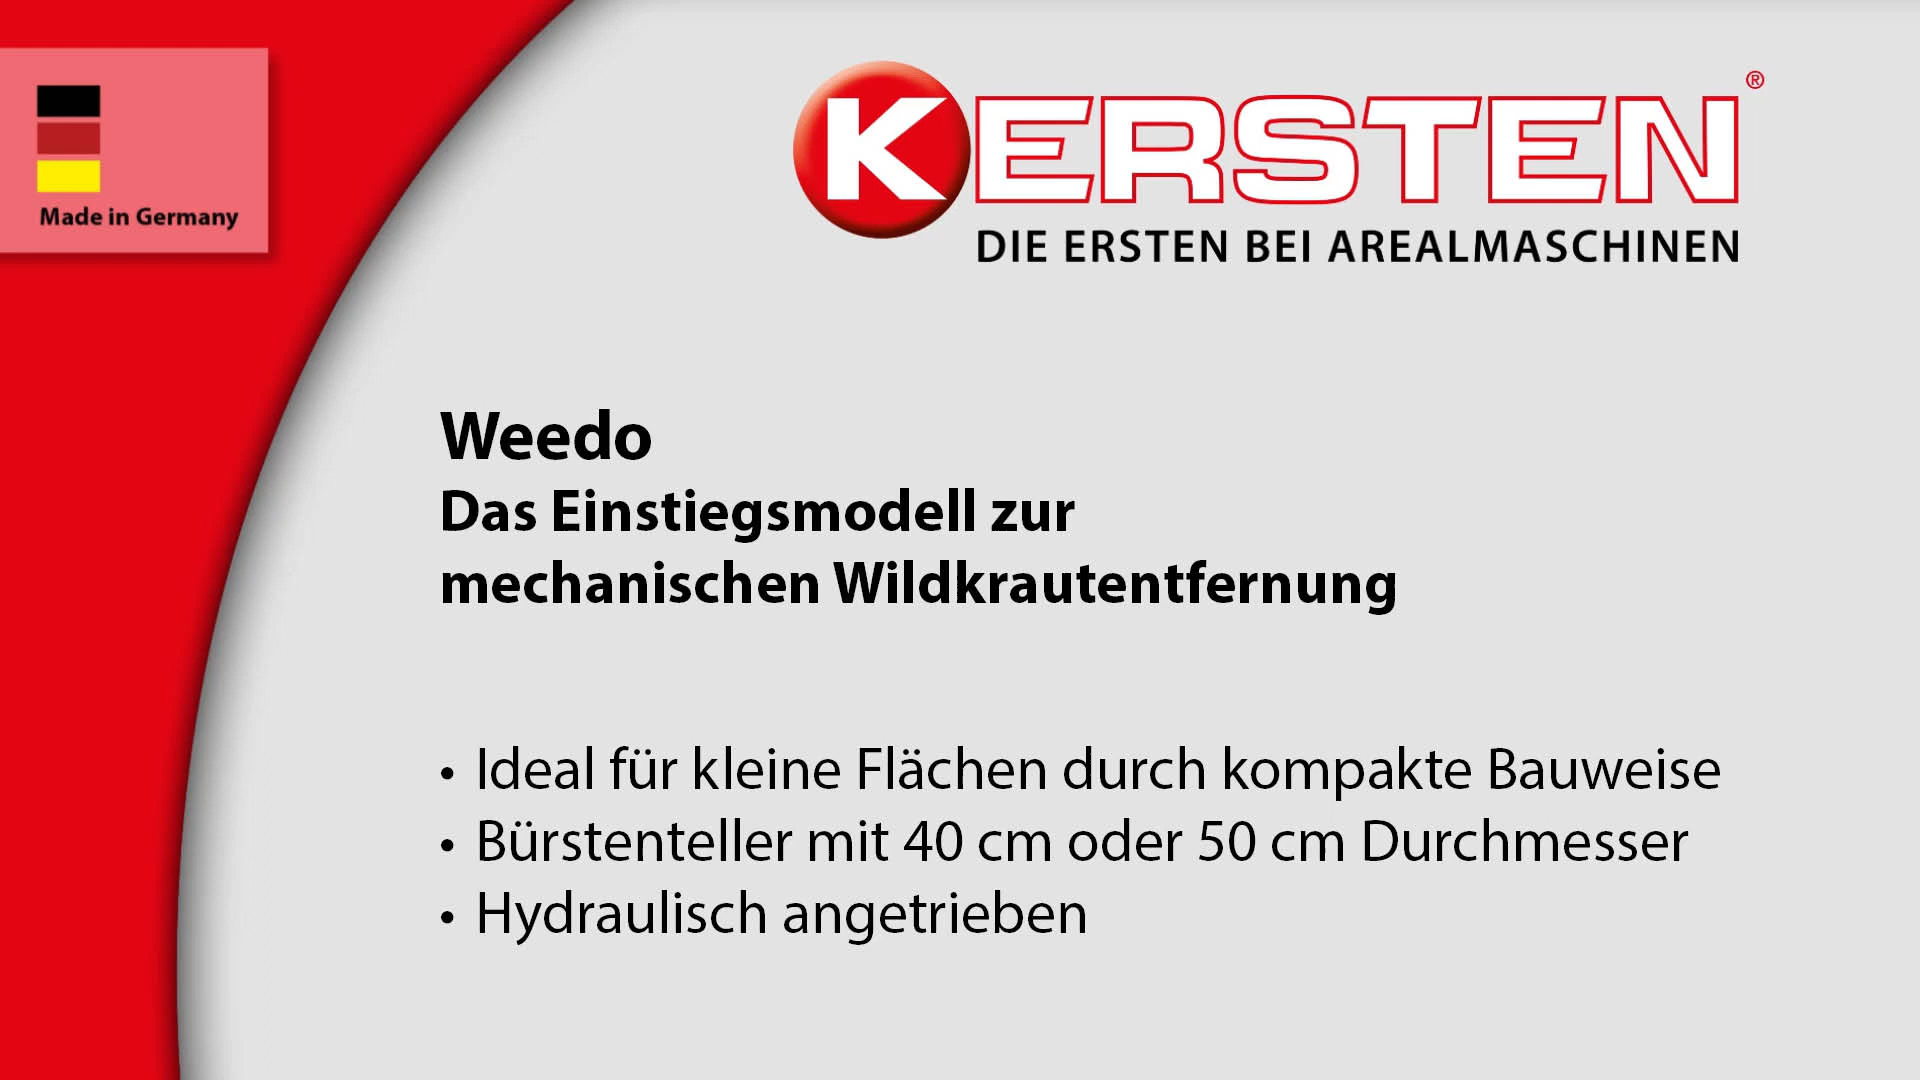 Made in Germany
KERSTEN®
DIE ERSTEN BEI AREALMASCHINEN
Weedo
Das Einstiegsmodell zur
mechanischen Wildkrautentfernung
• Ideal für kleine Flächen durch kompakte Bauweise
• Bürstenteller mit 40 cm oder 50 cm Durchmesser
• Hydraulisch angetrieben